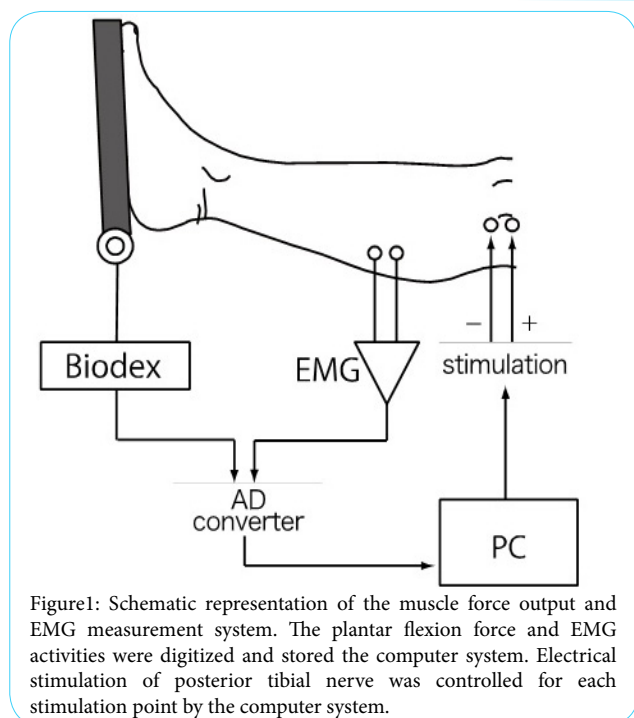 − +
Biodex
EMG
stimulation
AD
converter
PC
Figure1: Schematic representation of the muscle force output and
EMG measurement system. The plantar flexion force and EMG
activities were digitized and stored the computer system. Electrical
stimulation of posterior tibial nerve was controlled for each
stimulation point by the computer system.